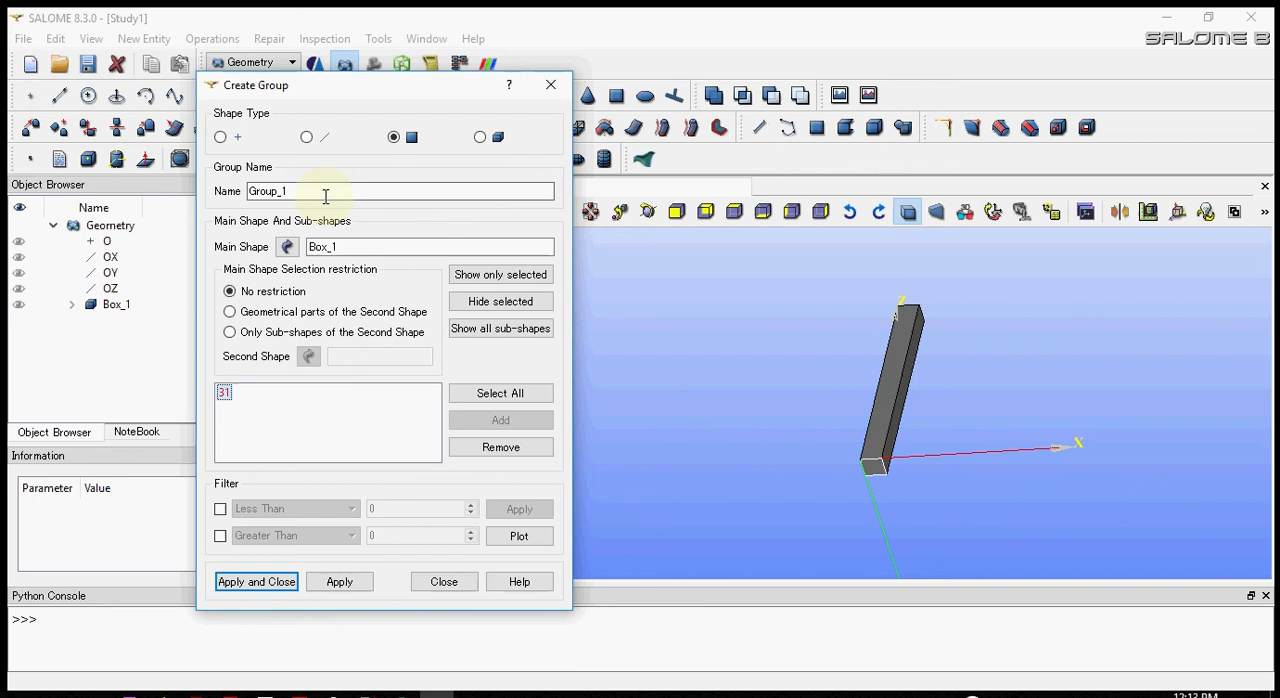 SALOME 8.3.0 - [Study1]
File Edit View New Entity Operations Repair Inspection Tools Window Help
SALOME 8
Geometry
Create Group
?
Shape Type
Group Name
Name Group_1
Main Shape And Sub-shapes
Main Shape Box_1
Main Shape Selection restriction
No restriction
Geometrical parts of the Second Shape
Only Sub-shapes of the Second Shape
Second Shape
Show only selected
Hide selected
Show all sub-shapes
31
Select All
Add
Remove
Filter
Less Than 0 Apply
Greater Than 0 Plot
Apply and Close Apply Close Help
Object Browser
Name
Geometry
O
OX
OY
OZ
Box_1
Object Browser NoteBook
Information
Parameter Value
Z
X
Python Console
>>>
12:13 PM